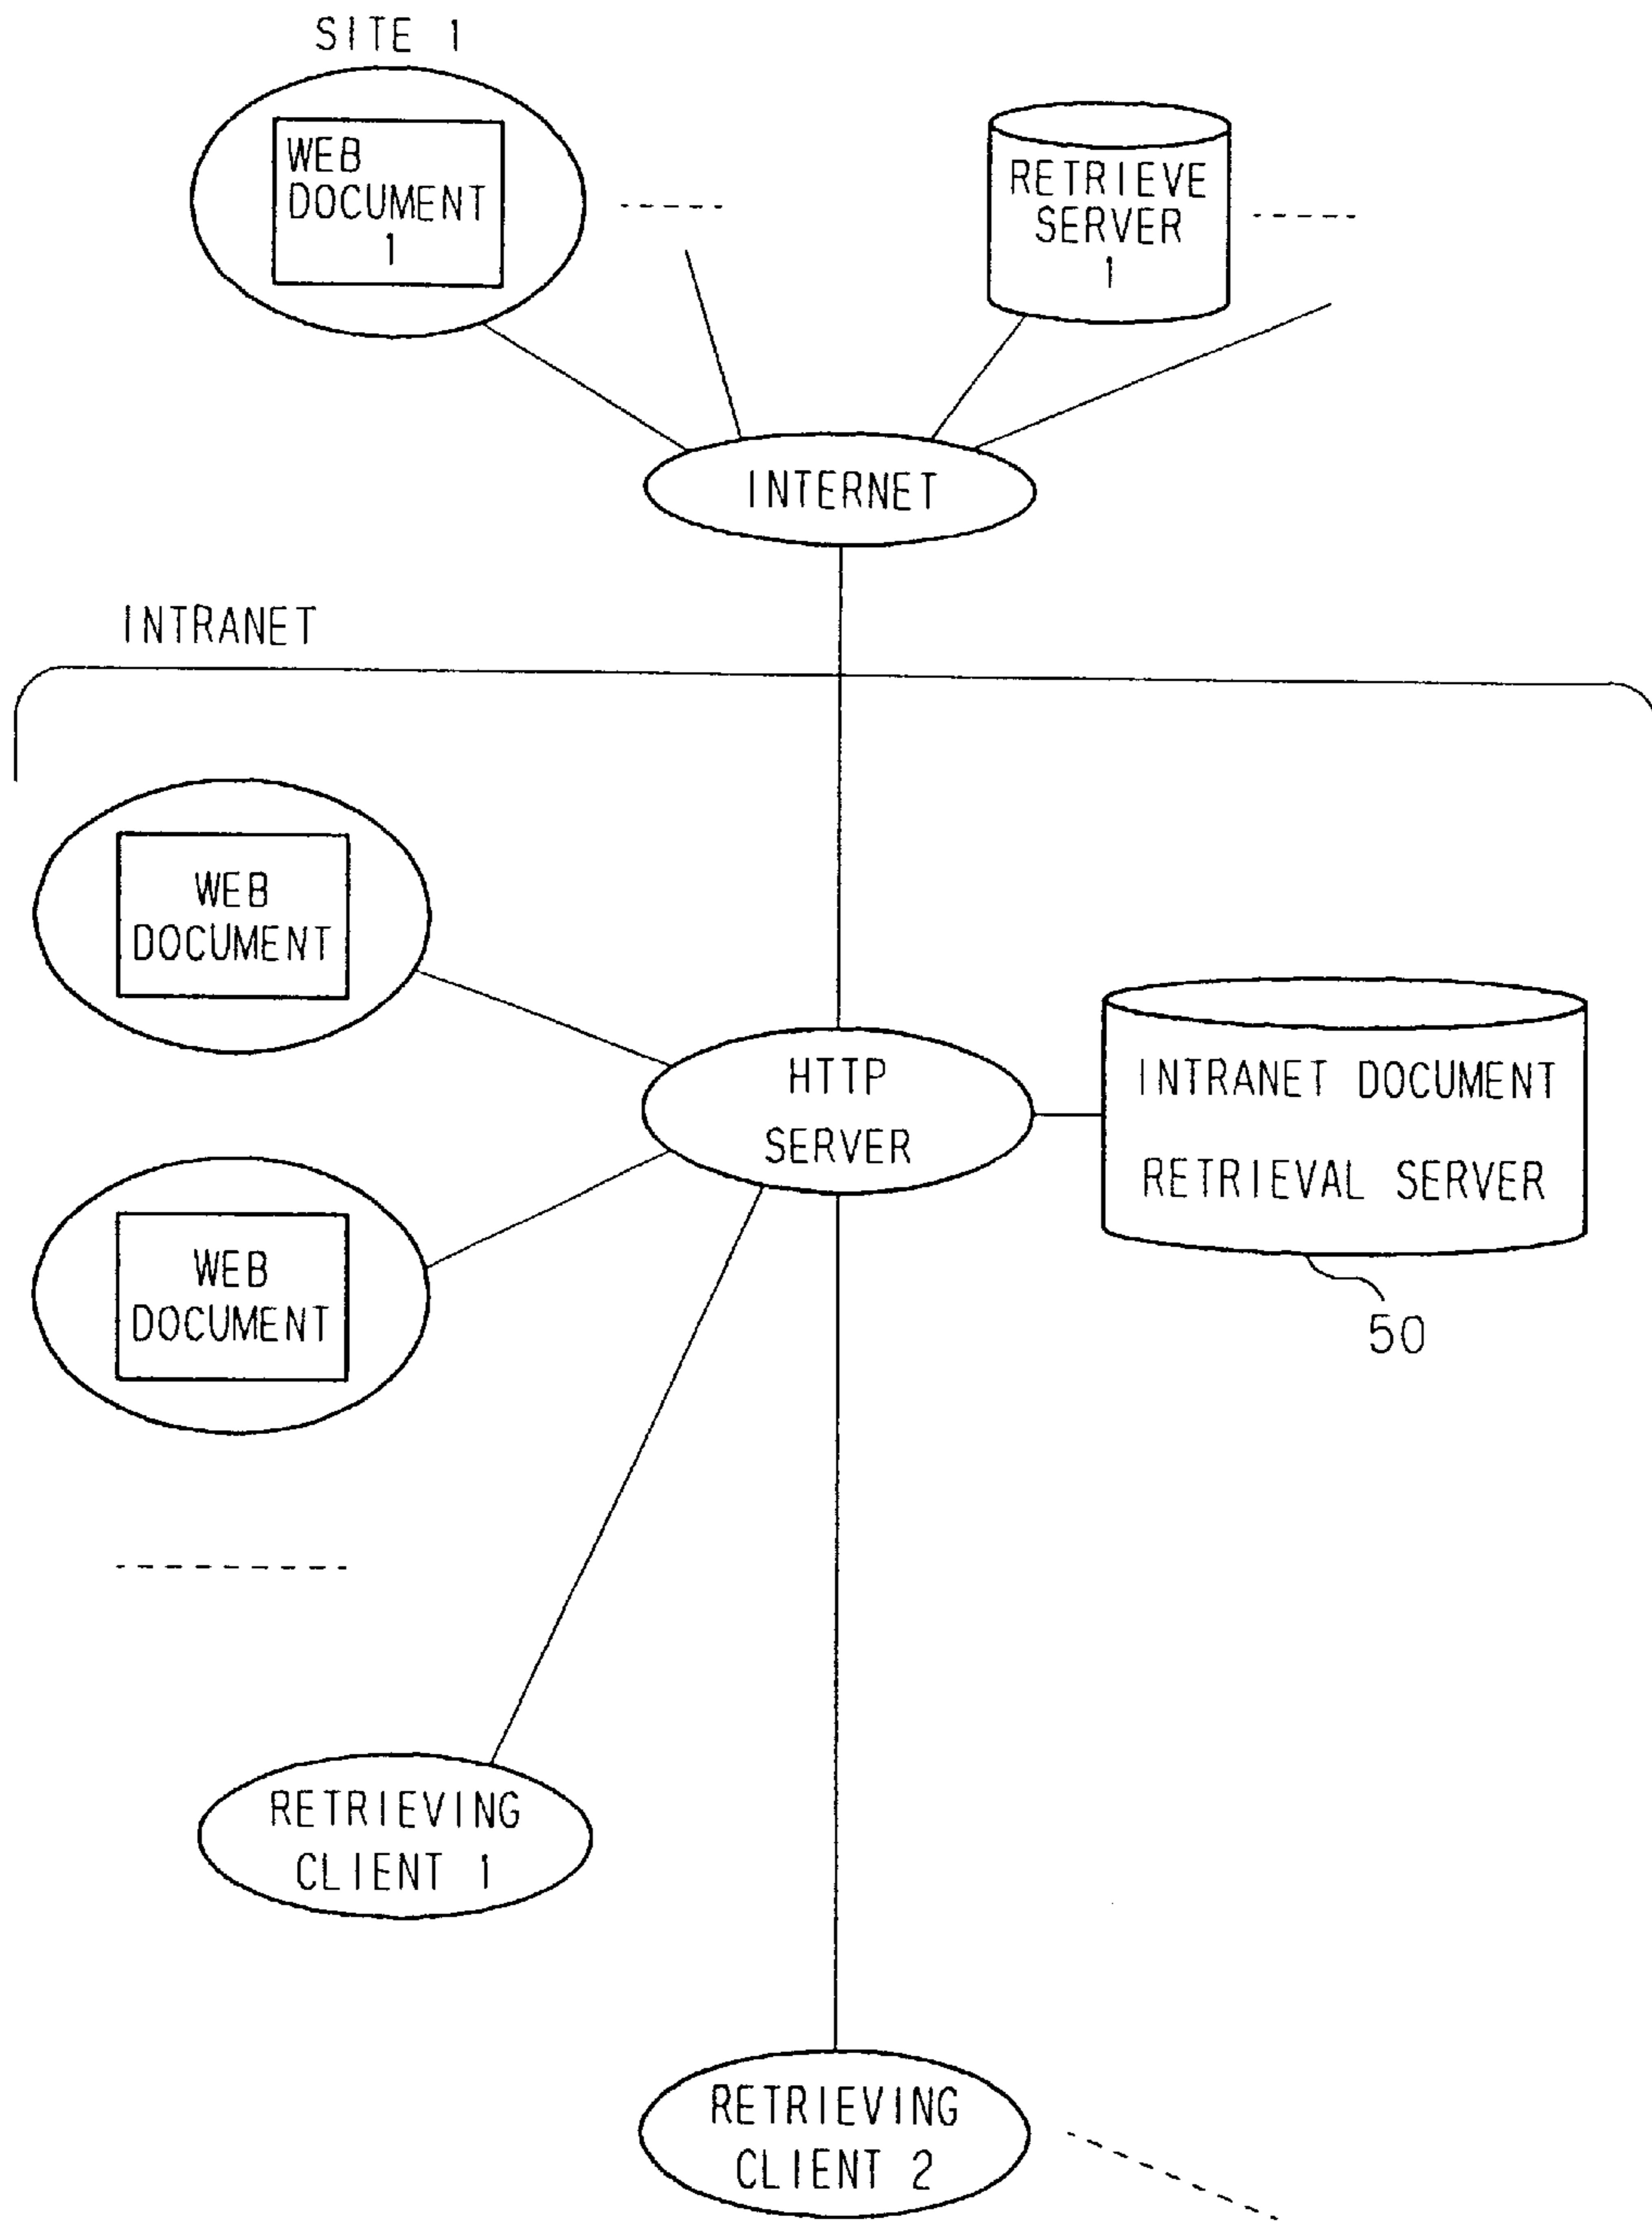 SITE 1
WEB
DOCUMENT
1
RETRIEVE
SERVER
1
INTERNET
INTRANET
WEB
DOCUMENT
HTTP
SERVER
INTRANET DOCUMENT
RETRIEVAL SERVER
50
WEB
DOCUMENT
RETRIEVING
CLIENT 1
RETRIEVING
CLIENT 2